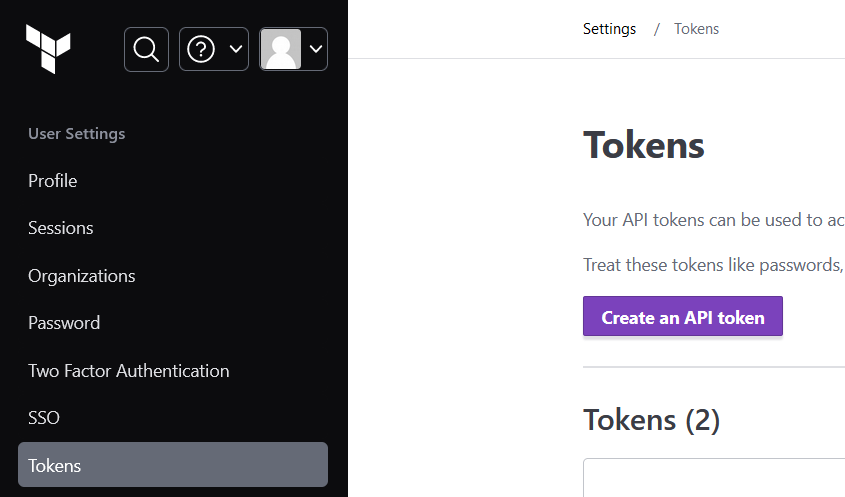 Settings / Tokens
User Settings
Profile
Sessions
Organizations
Password
Two Factor Authentication
SSO
Tokens
Tokens
Your API tokens can be used to ac
Treat these tokens like passwords,
Create an API token
Tokens (2)